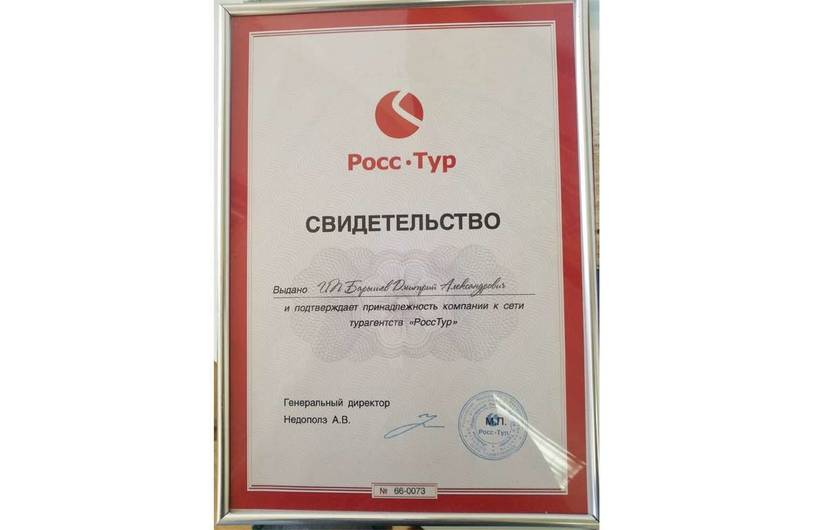 Росс•Тур
СВИДЕТЕЛЬСТВО
Выдано ИП Барышев Дмитрий Александрович
и подтверждает принадлежность компании к сети
турагентств «РоссТур»
Генеральный директор
Недополз А.В.
М.П.
Росс•Тур
№ 66-0073